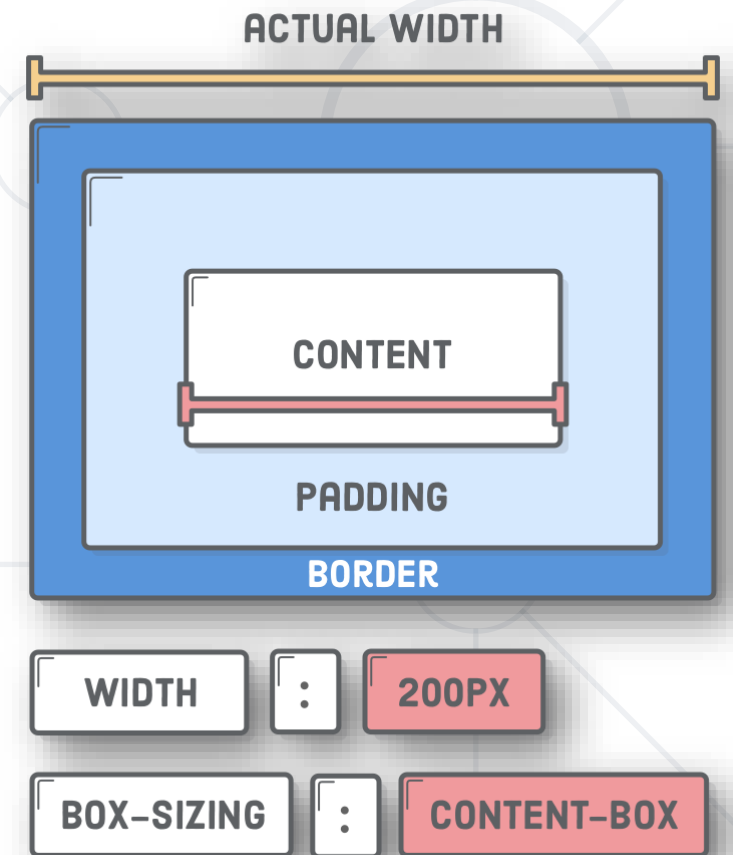 ACTUAL WIDTH
CONTENT
PADDING
BORDER
WIDTH : 200PX
BOX-SIZING : CONTENT-BOX